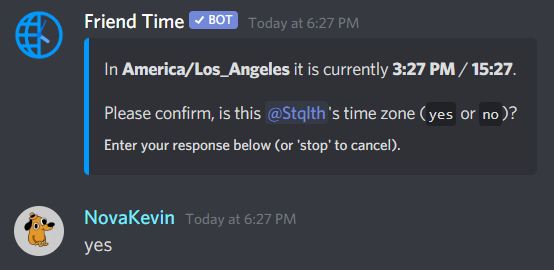 Friend Time ✓ BOT Today at 6:27 PM
In America/Los_Angeles it is currently 3:27 PM / 15:27.
Please confirm, is this @Stqlth's time zone (yes or no)?
Enter your response below (or 'stop' to cancel).
NovaKevin Today at 6:27 PM
yes